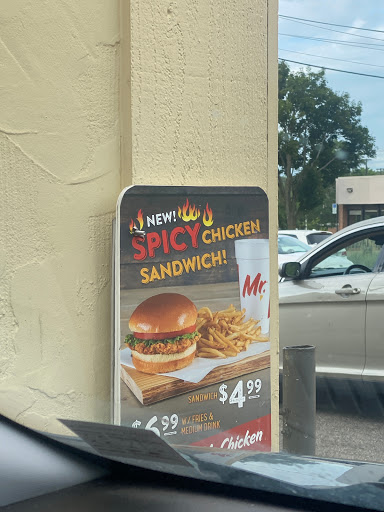 NEW!
SPICY CHICKEN
SANDWICH!
Mr.
SANDWICH $4.99
$6.99 W/ FRIES &
MEDIUM DRINK
Chicken